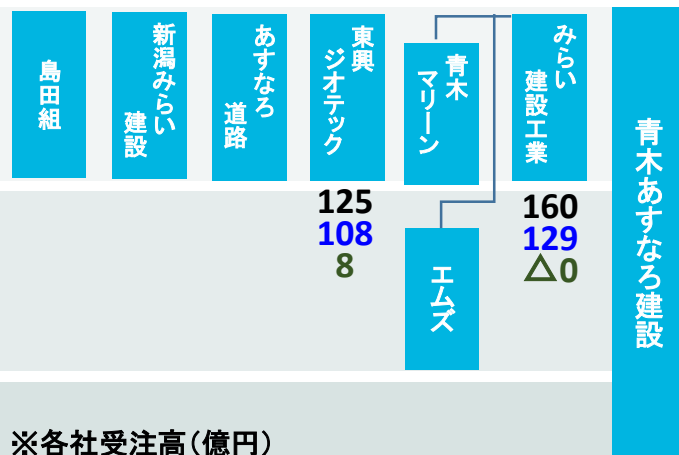 島田組
新潟みらい
建設
あすなろ
道路
東興
ジオテック
青木
マリーン
みらい
建設工業
青木あすなろ建設
125
108
8
160
129
△0
エムズ
※各社受注高(億円)